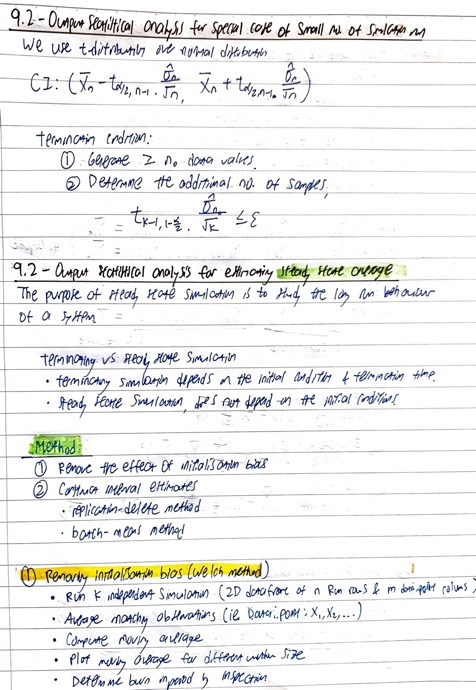 9.2 - Output Statistical analysis for special case of small no. of simulation run
We use t-distribution over normal distribution
CI: (X̄n - tα/2, n-1 · σ̂n/√n, X̄n + tα/2, n-1 · σ̂n/√n)
termination condition:
① Generate ≥ n₀ data values.
② Determine the additional no. of samples,
tk-1, 1-α/2 · σ̂n₀/√k ≤ ε
9.2 - Output statistical analysis for estimating steady state average
The purpose of steady state simulation is to study the long run behaviour
of a system
terminating vs steady state simulation
• terminating simulation depends on the initial condition & termination time.
• steady state simulation, does not depend on the initial conditions
Method
① Remove the effect of initialisation bias
② Construct interval estimates
• replication-delete method
• batch-means method
① Removing initialisation bias (welch method)
• Run K independent simulation (2D dataframe of n run rows & m data-point columns)
• Average matching observations (ie : X₁, X₂, ...)
• Compute moving average
• Plot moving average for different window size
• Determine burn in period by inspection